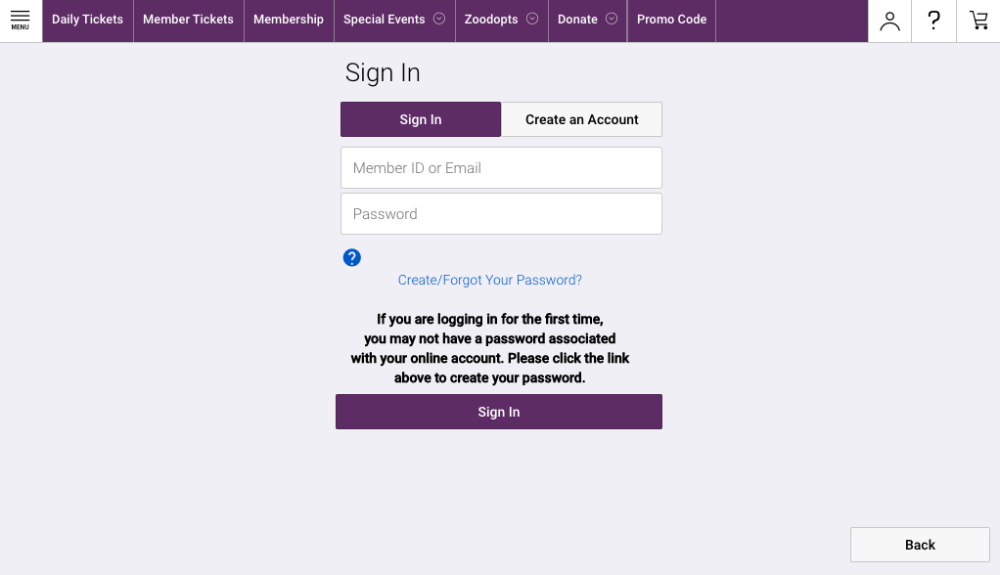 MENU
Daily Tickets
Member Tickets
Membership
Special Events
Zoodopts
Donate
Promo Code
Sign In
Sign In
Create an Account
Member ID or Email
Password
Create/Forgot Your Password?
If you are logging in for the first time,
you may not have a password associated
with your online account. Please click the link
above to create your password.
Sign In
Back